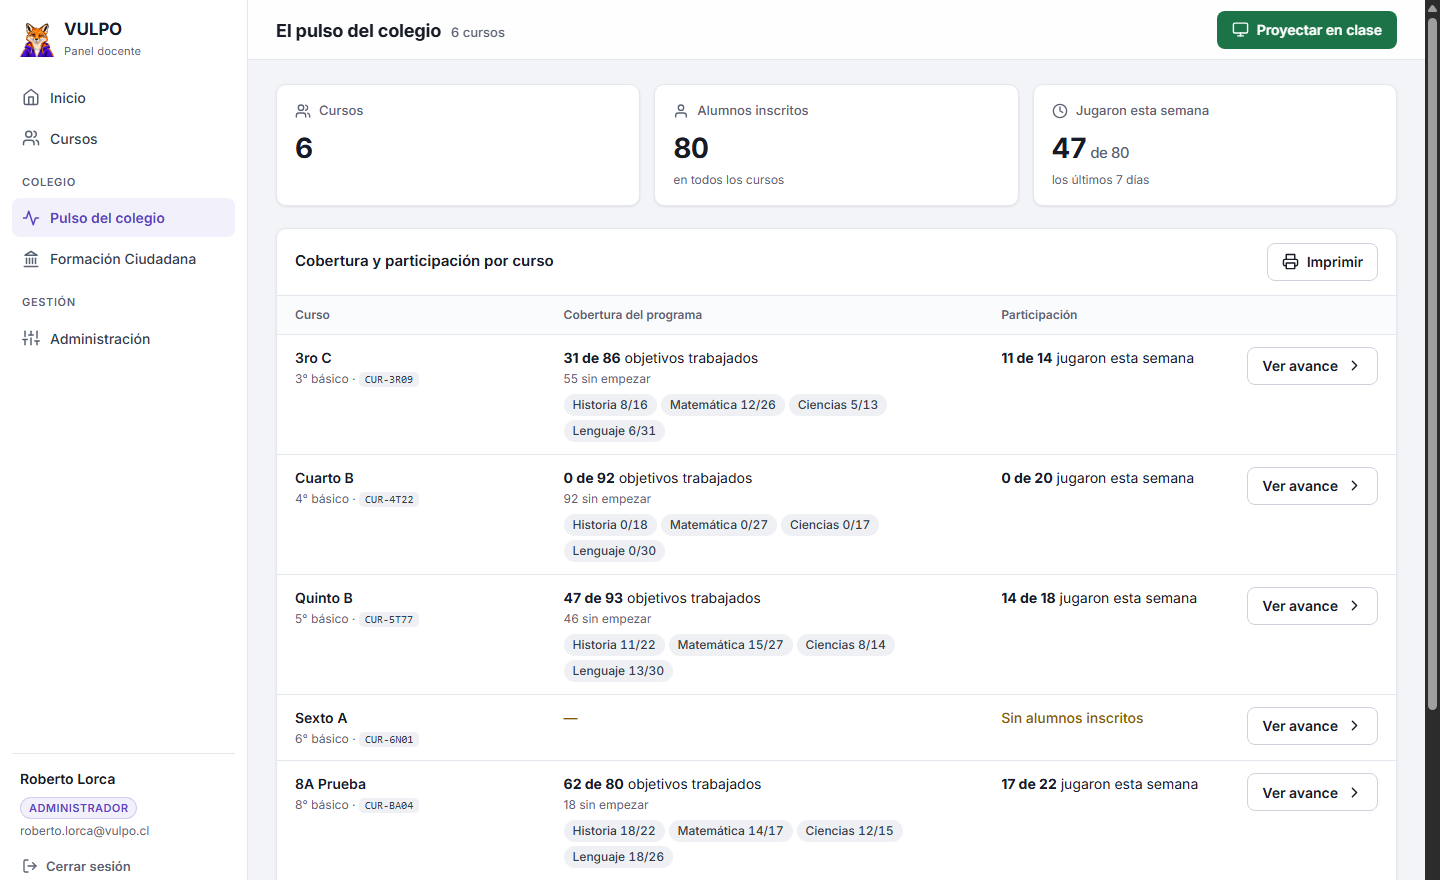 VULPO
Panel docente
Inicio
Cursos
COLEGIO
Pulso del colegio
Formación Ciudadana
GESTIÓN
Administración
Roberto Lorca
ADMINISTRADOR
roberto.lorca@vulpo.cl
Cerrar sesión
El pulso del colegio 6 cursos
Proyectar en clase
Cursos
6
Alumnos inscritos
80
en todos los cursos
Jugaron esta semana
47 de 80
los últimos 7 días
Cobertura y participación por curso
Imprimir
Curso Cobertura del programa Participación
3ro C
3° básico · CUR-3R09
31 de 86 objetivos trabajados
55 sin empezar
Historia 8/16 Matemática 12/26 Ciencias 5/13
Lenguaje 6/31
11 de 14 jugaron esta semana
Ver avance
Cuarto B
4° básico · CUR-4T22
0 de 92 objetivos trabajados
92 sin empezar
Historia 0/18 Matemática 0/27 Ciencias 0/17
Lenguaje 0/30
0 de 20 jugaron esta semana
Ver avance
Quinto B
5° básico · CUR-5T77
47 de 93 objetivos trabajados
46 sin empezar
Historia 11/22 Matemática 15/27 Ciencias 8/14
Lenguaje 13/30
14 de 18 jugaron esta semana
Ver avance
Sexto A
6° básico · CUR-6N01
—
Sin alumnos inscritos
Ver avance
8A Prueba
8° básico · CUR-BA04
62 de 80 objetivos trabajados
18 sin empezar
Historia 18/22 Matemática 14/17 Ciencias 12/15
Lenguaje 18/26
17 de 22 jugaron esta semana
Ver avance